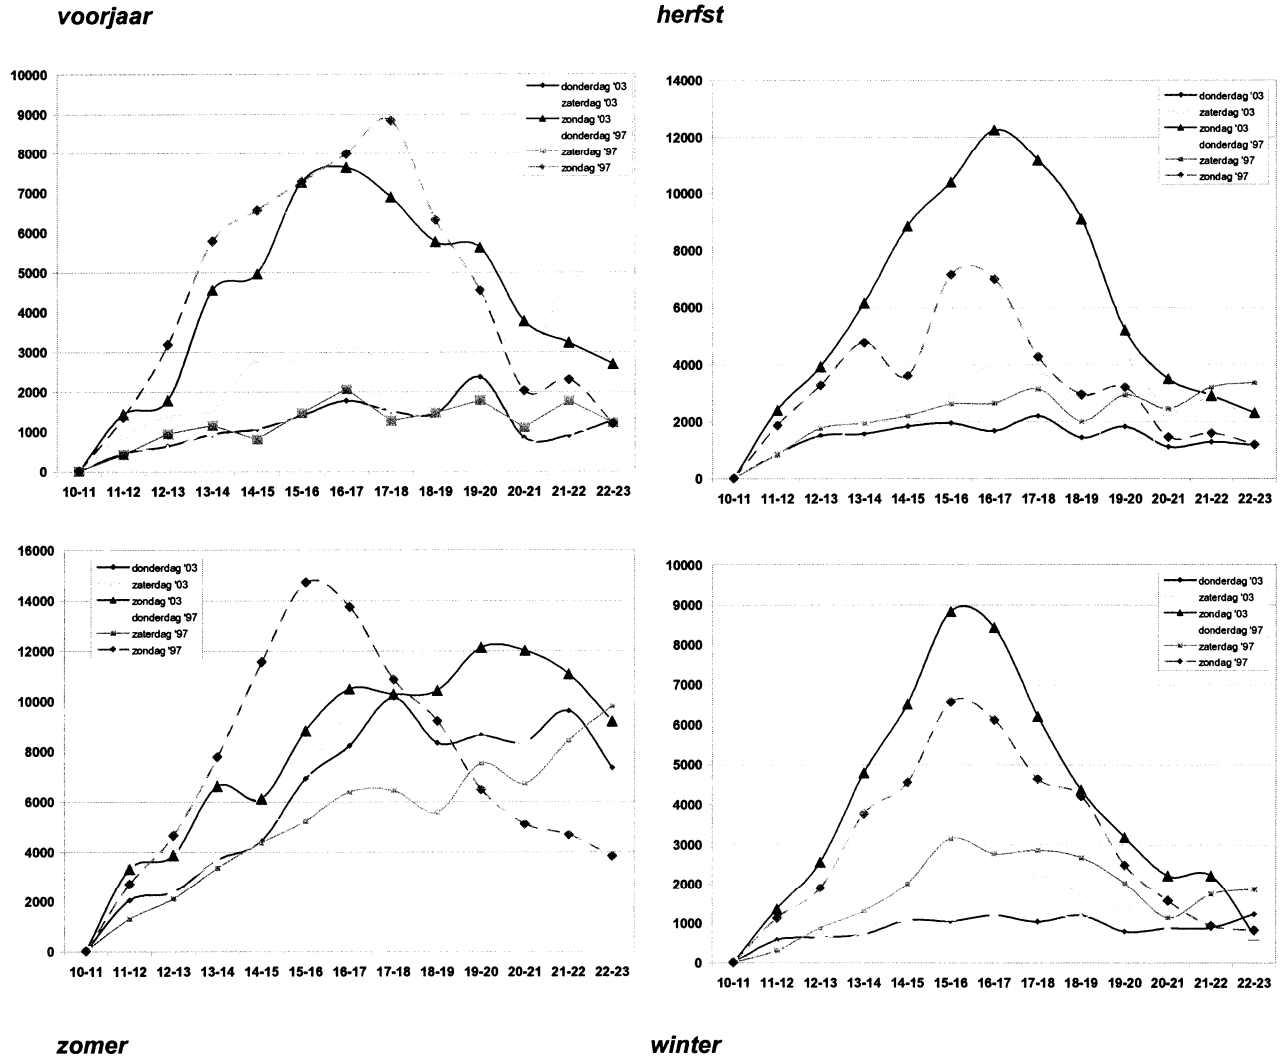 voorjaar
herfst
10000
9000
8000
7000
6000
5000
4000
3000
2000
1000
0
donderdag '03
zaterdag '03
zondag '03
donderdag '97
zaterdag '97
zondag '97
10-11 11-12 12-13 13-14 14-15 15-16 16-17 17-18 18-19 19-20 20-21 21-22 22-23
14000
12000
10000
8000
6000
4000
2000
0
donderdag '03
zaterdag '03
zondag '03
donderdag '97
zaterdag '97
zondag '97
10-11 11-12 12-13 13-14 14-15 15-16 16-17 17-18 18-19 19-20 20-21 21-22 22-23
16000
14000
12000
10000
8000
6000
4000
2000
0
donderdag '03
zaterdag '03
zondag '03
donderdag '97
zaterdag '97
zondag '97
10-11 11-12 12-13 13-14 14-15 15-16 16-17 17-18 18-19 19-20 20-21 21-22 22-23
10000
9000
8000
7000
6000
5000
4000
3000
2000
1000
0
donderdag '03
zaterdag '03
zondag '03
donderdag '97
zaterdag '97
zondag '97
10-11 11-12 12-13 13-14 14-15 15-16 16-17 17-18 18-19 19-20 20-21 21-22 22-23
zomer
winter